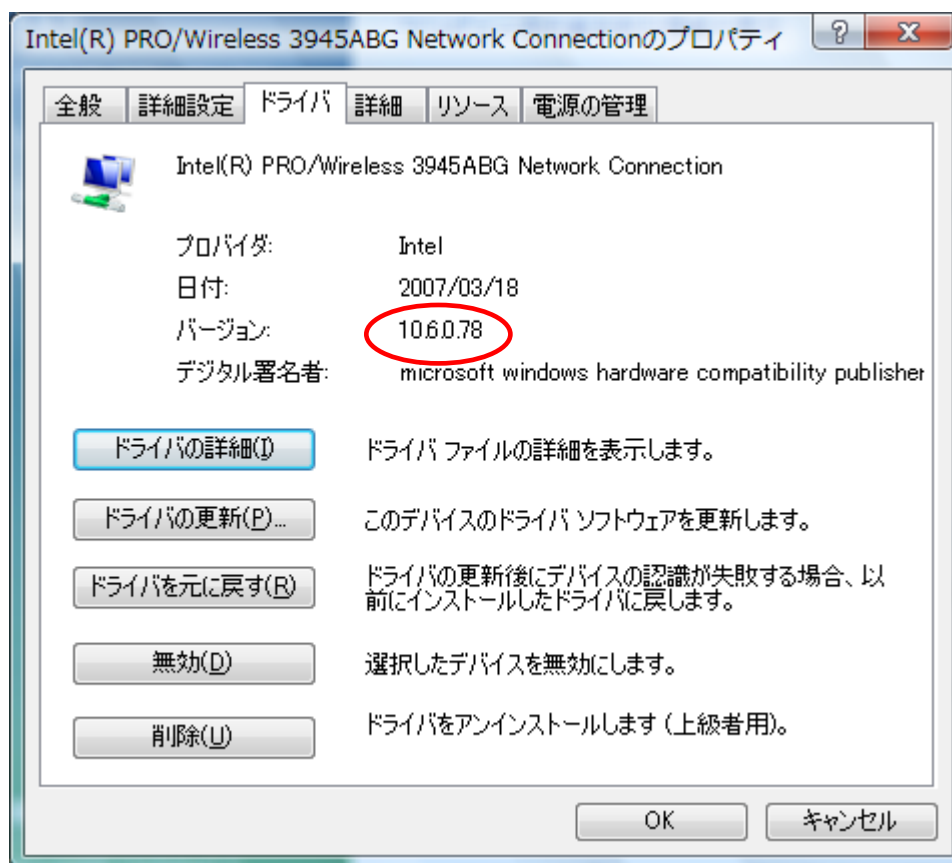 Intel(R) PRO/Wireless 3945ABG Network Connectionのプロパティ
全般 詳細設定 ドライバ 詳細 リソース 電源の管理
Intel(R) PRO/Wireless 3945ABG Network Connection
プロバイダ: Intel
日付: 2007/03/18
バージョン: 10.6.0.78
デジタル署名者: microsoft windows hardware compatibility publisher
ドライバの詳細(I) ドライバ ファイルの詳細を表示します。
ドライバの更新(P)... このデバイスのドライバ ソフトウェアを更新します。
ドライバを元に戻す(R) ドライバの更新後にデバイスの認識が失敗する場合、以
前にインストールしたドライバに戻します。
無効(D) 選択したデバイスを無効にします。
削除(U) ドライバをアンインストールします (上級者用)。
OK キャンセル